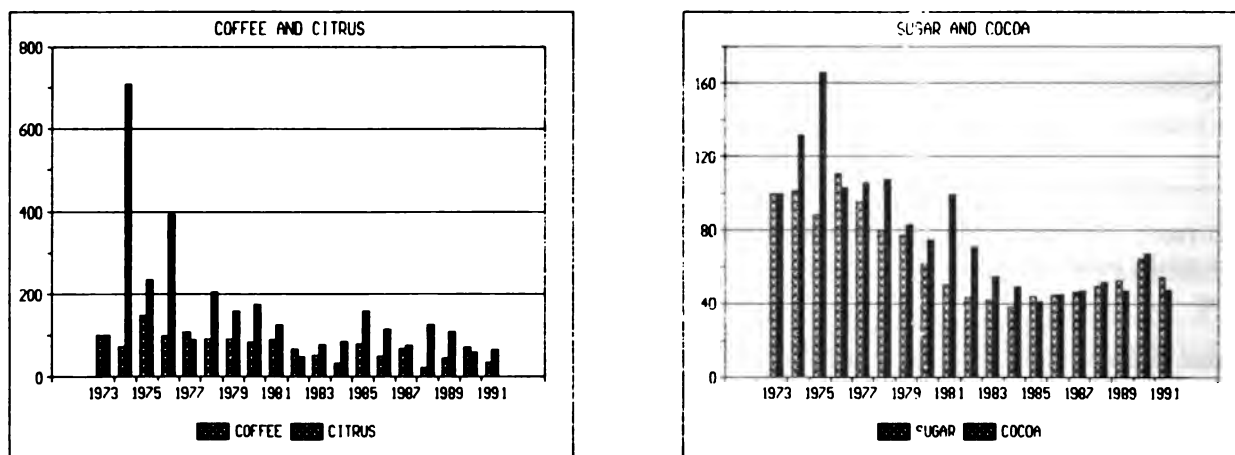 COFFEE AND CITRUS
800
600
400
200
0
1973 1975 1977 1979 1981 1983 1985 1987 1989 1991
COFFEE CITRUS
SUGAR AND COCOA
160
120
80
40
0
1973 1975 1977 1979 1981 1983 1985 1987 1989 1991
SUGAR COCOA